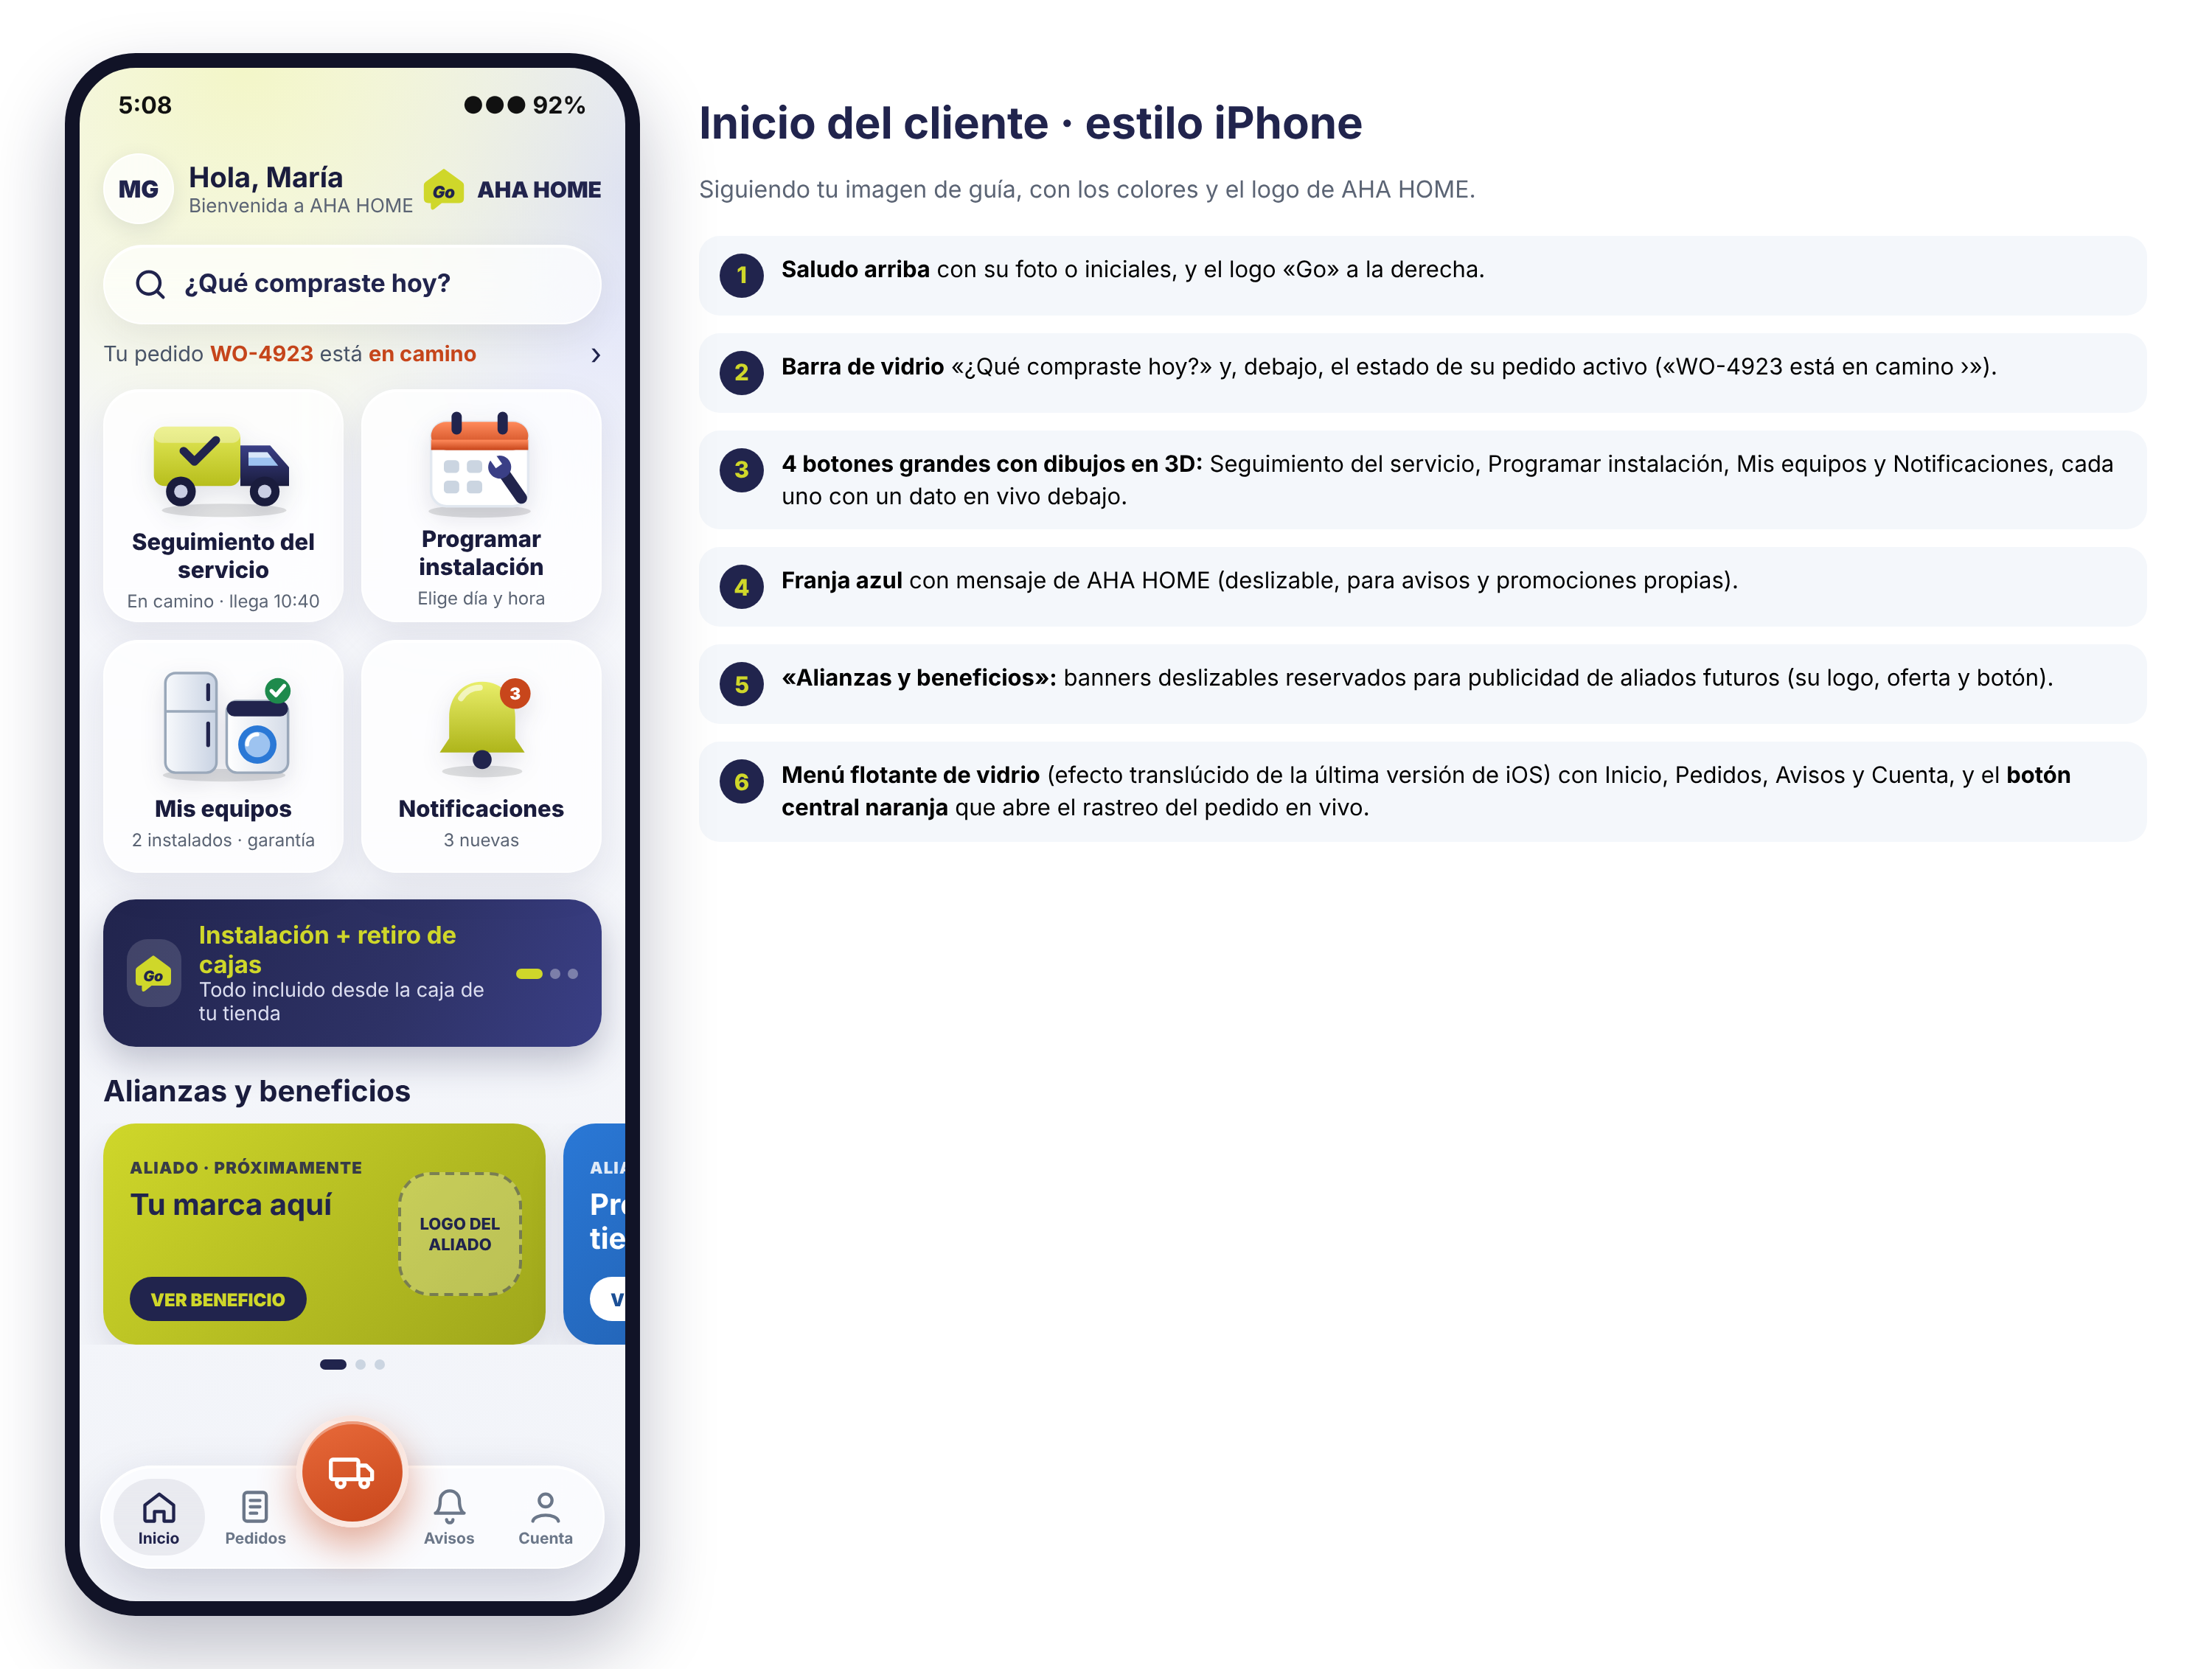 5:08
92%
MG
Hola, María
Bienvenida a AHA HOME
Go
AHA HOME
¿Qué compraste hoy?
Tu pedido WO-4923 está en camino ›
Seguimiento del
servicio
En camino · llega 10:40
Programar
instalación
Elige día y hora
Mis equipos
2 instalados · garantía
3
Notificaciones
3 nuevas
Go
Instalación + retiro de
cajas
Todo incluido desde la caja de
tu tienda
Alianzas y beneficios
ALIADO · PRÓXIMAMENTE
Tu marca aquí
LOGO DEL
ALIADO
VER BENEFICIO
Inicio
Pedidos
Avisos
Cuenta
Inicio del cliente · estilo iPhone
Siguiendo tu imagen de guía, con los colores y el logo de AHA HOME.
1 Saludo arriba con su foto o iniciales, y el logo «Go» a la derecha.
2 Barra de vidrio «¿Qué compraste hoy?» y, debajo, el estado de su pedido activo («WO-4923 está en camino ›»).
3 4 botones grandes con dibujos en 3D: Seguimiento del servicio, Programar instalación, Mis equipos y Notificaciones, cada
uno con un dato en vivo debajo.
4 Franja azul con mensaje de AHA HOME (deslizable, para avisos y promociones propias).
5 «Alianzas y beneficios»: banners deslizables reservados para publicidad de aliados futuros (su logo, oferta y botón).
6 Menú flotante de vidrio (efecto translúcido de la última versión de iOS) con Inicio, Pedidos, Avisos y Cuenta, y el botón
central naranja que abre el rastreo del pedido en vivo.